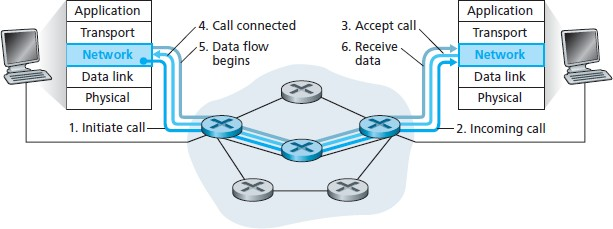 Application
Transport
Network
Data link
Physical
4. Call connected
5. Data flow
begins
3. Accept call
6. Receive
data
Application
Transport
Network
Data link
Physical
1. Initiate call
2. Incoming call